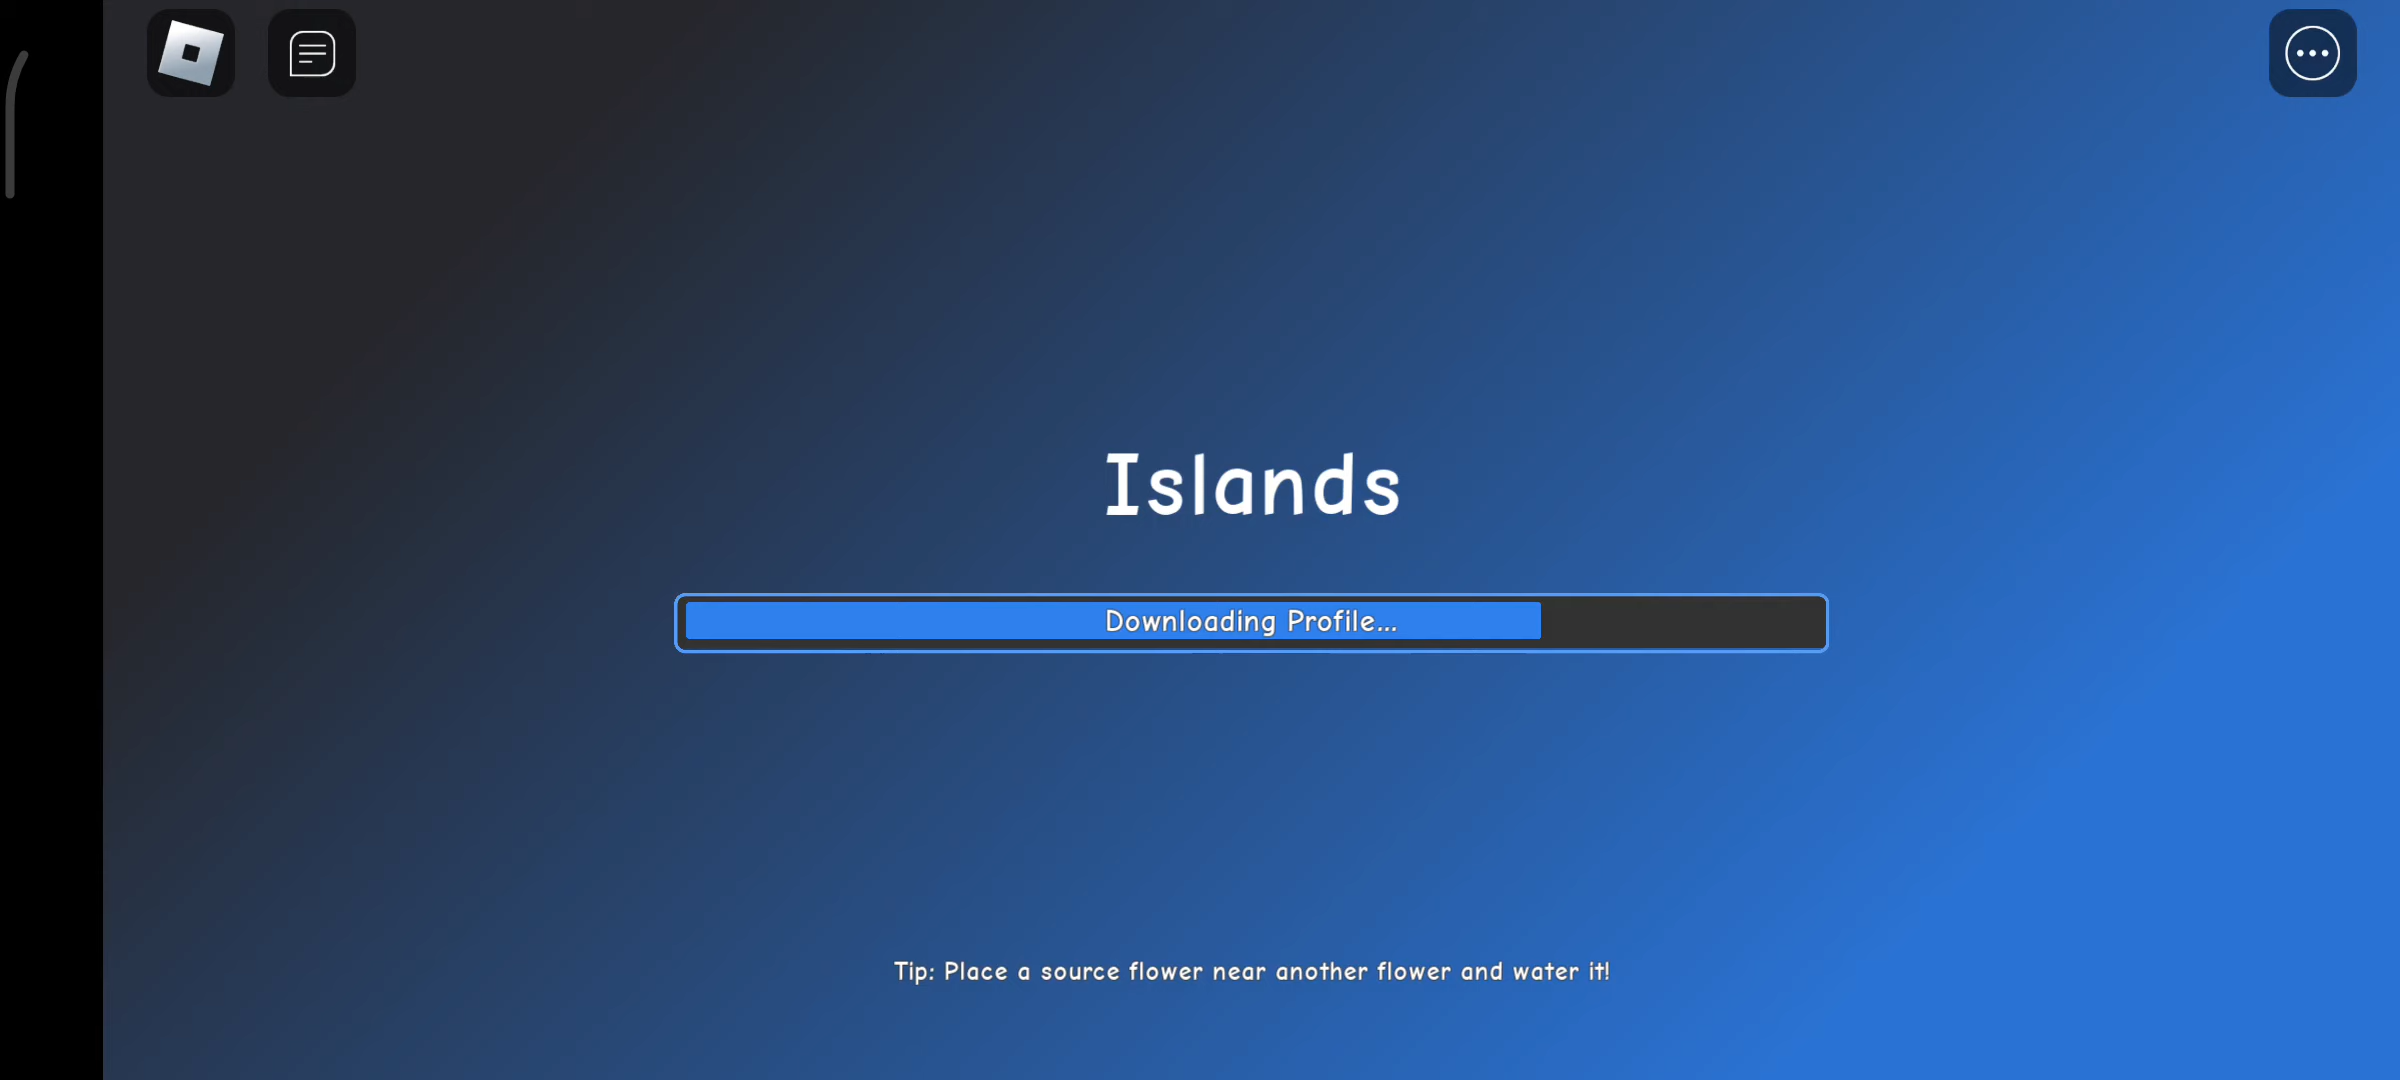 Islands
Downloading Profile...
Tip: Place a source flower near another flower and water it!